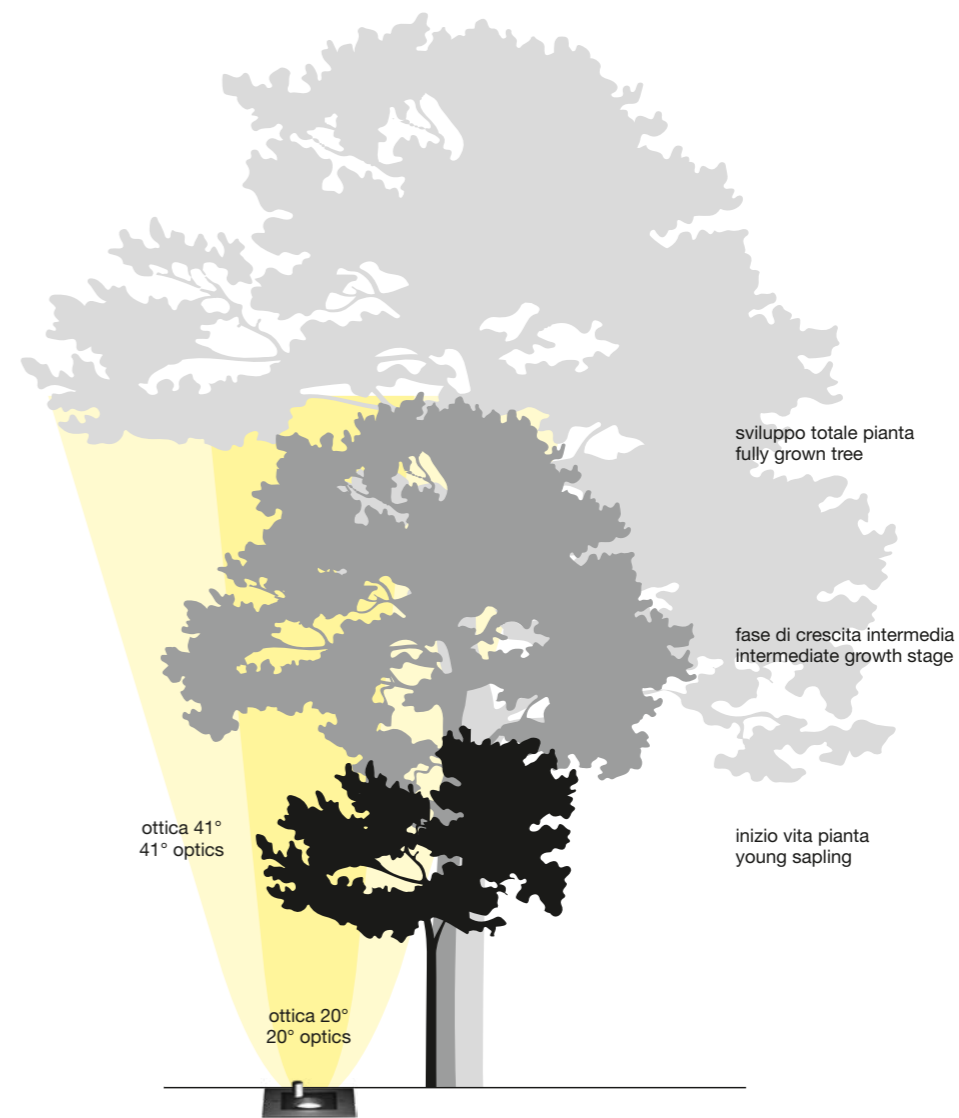 sviluppo totale pianta
fully grown tree
fase di crescita intermedia
intermediate growth stage
ottica 41°
41° optics
inizio vita pianta
young sapling
ottica 20°
20° optics